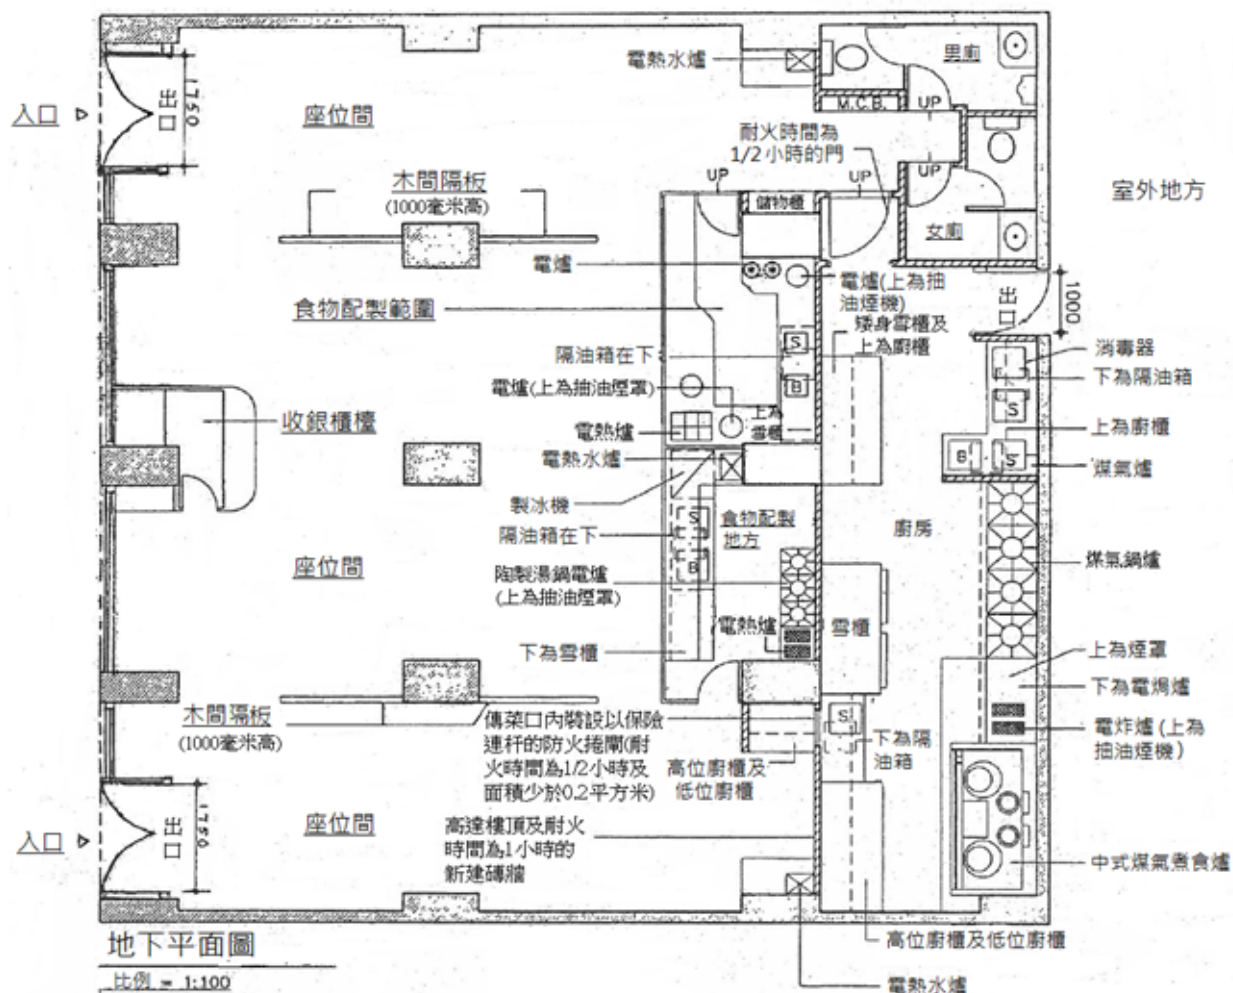 電熱水爐
男廁
入口
出口
1750
座位間
M.C.B.
UP
耐火時間為
1/2小時的門
木間隔板
(1000毫米高)
UP
UP
UP
儲物櫃
室外地方
女廁
電爐
電爐(上為抽
油煙機)
出口
1000
食物配製範圍
矮身雪櫃及
上為廚櫃
隔油箱在下
S
消毒器
下為隔油箱
電爐(上為抽油煙罩)
B
S
收銀櫃檯
上為
雪櫃
上為廚櫃
電熱爐
電熱水爐
B
S
煤氣爐
製冰機
S
食物配製
地方
廚房
隔油箱在下
B
座位間
陶製湯鍋電爐
(上為抽油煙罩)
煤氣鍋爐
電熱爐
雪櫃
下為雪櫃
上為煙罩
下為電焗爐
木間隔板
(1000毫米高)
傳菜口內裝設以保險
連杆的防火捲閘(耐
火時間為1/2小時及
面積少於0.2平方米)
S
下為隔
油箱
電炸爐(上為
抽油煙機)
高位廚櫃及
低位廚櫃
入口
出口
1750
座位間
高達樓頂及耐火
時間為1小時的
新建磚牆
中式煤氣煮食爐
地下平面圖
高位廚櫃及低位廚櫃
比例 = 1:100
電熱水爐